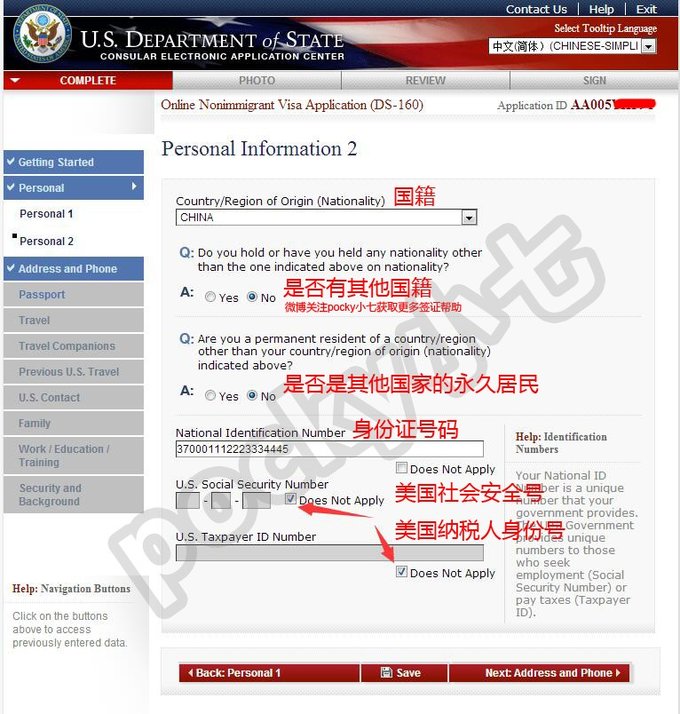 Contact Us Help Exit
Select Tooltip Language
中文(简体) (CHINESE-SIMPLI
U.S. DEPARTMENT of STATE
CONSULAR ELECTRONIC APPLICATION CENTER
COMPLETE PHOTO REVIEW SIGN
Online Nonimmigrant Visa Application (DS-160)
Application ID AA005
Personal Information 2
Getting Started
Personal
Personal 1
Personal 2
Address and Phone
Passport
Travel
Travel Companions
Previous U.S. Travel
U.S. Contact
Family
Work / Education /
Training
Security and
Background
Help: Navigation Buttons
Click on the buttons
above to access
previously entered data.
Country/Region of Origin (Nationality) 国籍
CHINA
Q: Do you hold or have you held any nationality other
than the one indicated above on nationality?
A: Yes No 是否有其他国籍
微博关注pocky小七获取更多签证帮助
Q: Are you a permanent resident of a country/region
other than your country/region of origin (nationality)
indicated above?
A: Yes No 是否是其他国家的永久居民
National Identification Number 身份证号码
370001112223334445
Does Not Apply
U.S. Social Security Number
- - Does Not Apply 美国社会安全号
美国纳税人身份号
U.S. Taxpayer ID Number
Does Not Apply
Help: Identification
Numbers
Your National ID
Number is a unique
number that your
government provides.
The U.S. Government
provides unique
numbers to those
who seek
employment (Social
Security Number) or
pay taxes (Taxpayer
ID).
Back: Personal 1 Save Next: Address and Phone
pocky小七